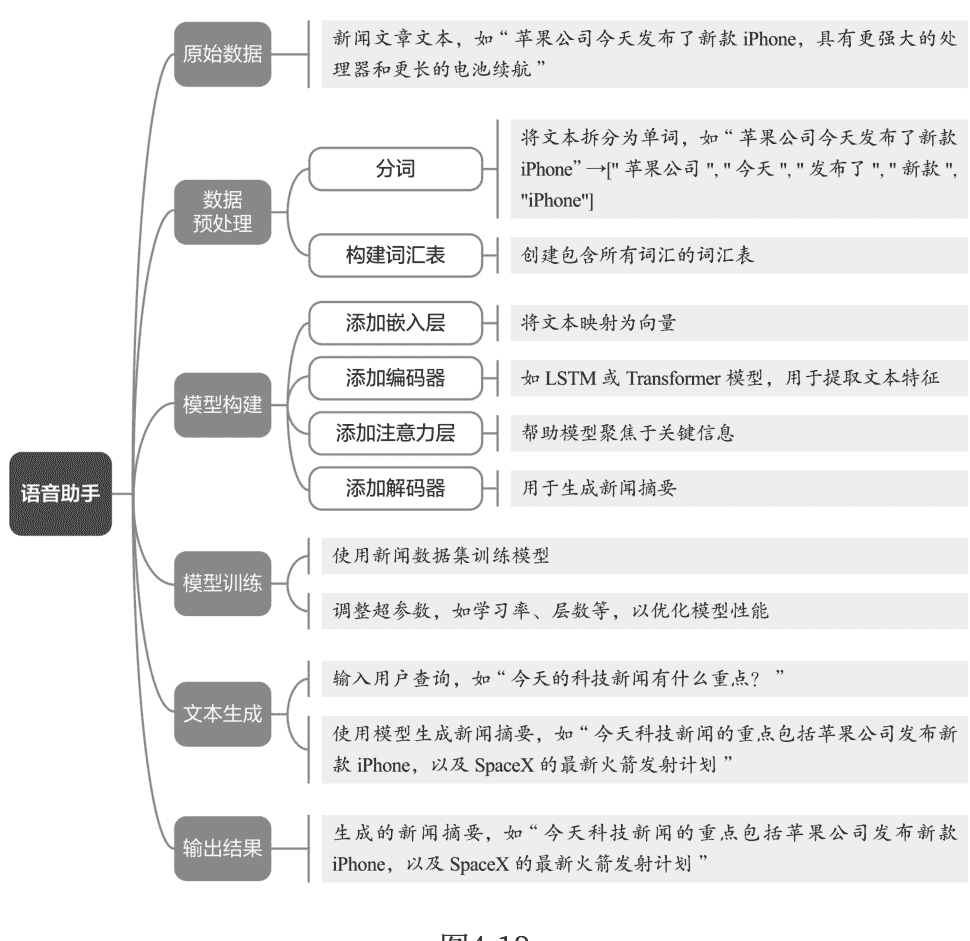 语音助手
原始数据
新闻文章文本，如“苹果公司今天发布了新款 iPhone，具有更强大的处
理器和更长的电池续航”
数据
预处理
分词
将文本拆分为单词，如“苹果公司今天发布了新款
iPhone”→["苹果公司","今天","发布了","新款",
"iPhone"]
构建词汇表
创建包含所有词汇的词汇表
模型构建
添加嵌入层
将文本映射为向量
添加编码器
如 LSTM 或 Transformer 模型，用于提取文本特征
添加注意力层
帮助模型聚焦于关键信息
添加解码器
用于生成新闻摘要
模型训练
使用新闻数据集训练模型
调整超参数，如学习率、层数等，以优化模型性能
文本生成
输入用户查询，如“今天的科技新闻有什么重点？”
使用模型生成新闻摘要，如“今天科技新闻的重点包括苹果公司发布新
款 iPhone，以及 SpaceX 的最新火箭发射计划”
输出结果
生成的新闻摘要，如“今天科技新闻的重点包括苹果公司发布新款
iPhone，以及 SpaceX 的最新火箭发射计划”